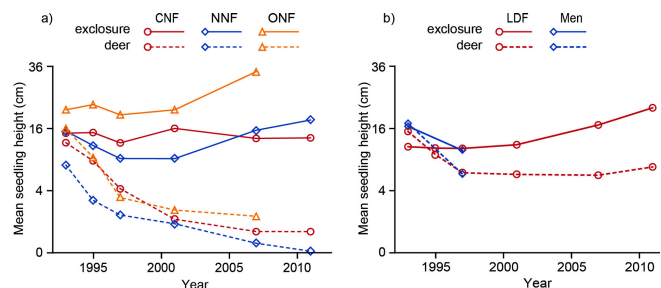 a)
CNF NNF ONF
exclosure
deer
36
16
4
0
Mean seedling height (cm)
1995 2000 2005 2010
Year
b)
LDF Men
exclosure
deer
36
16
4
0
Mean seedling height (cm)
1995 2000 2005 2010
Year